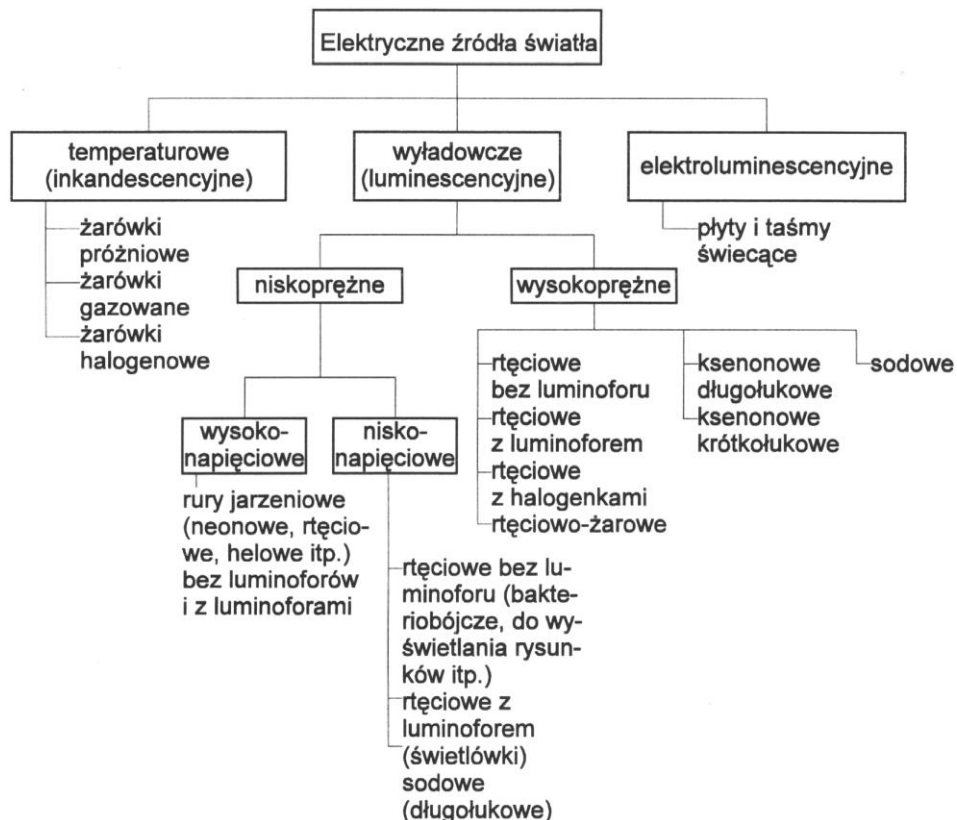 Elektryczne źródła światła
temperaturowe
(inkandescencyjne)
wyładowcze
(luminescencyjne)
elektroluminescencyjne
żarówki
próżniowe
żarówki
gazowane
żarówki
halogenowe
płyty i taśmy
świecące
niskoprężne
wysokoprężne
rtęciowe
bez luminoforu
rtęciowe
z luminoforem
rtęciowe
z halogenkami
rtęciowo-żarowe
ksenonowe
długołukowe
ksenonowe
krótkołukowe
sodowe
wysoko-
napięciowe
nisko-
napięciowe
rury jarzeniowe
(neonowe, rtęcio-
we, helowe itp.)
bez luminoforów
i z luminoforami
rtęciowe bez lu-
minoforu (bakte-
riobójcze, do wy-
świetlania rysun-
ków itp.)
rtęciowe z
luminoforem
(świetlówki)
sodowe
(długołukowe)